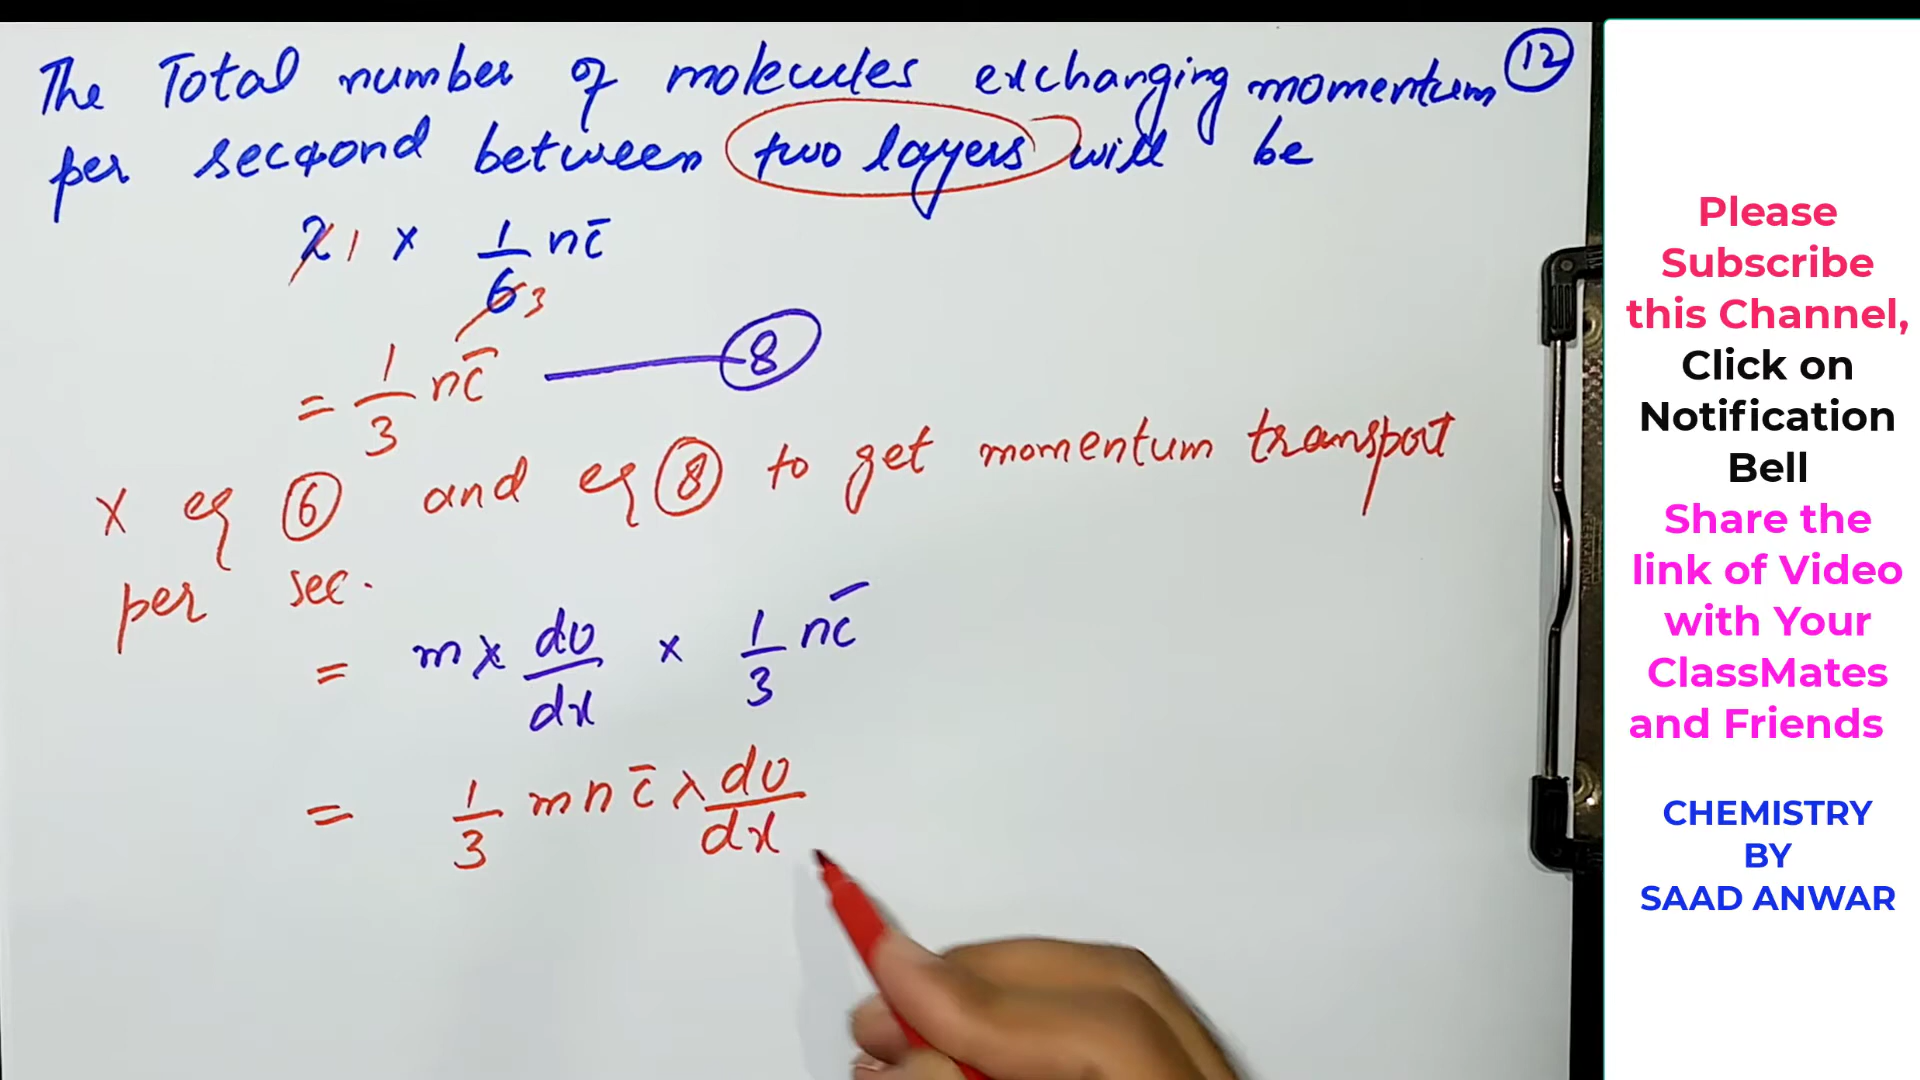 The Total number of molecules exchanging momentum 12
per second between two layers will be
2 1 × 1/6 3 nc̄
= 1/3 nc̄ —— 8
× eq 6 and eq 8 to get momentum transport
per sec.
= mλ dv/dx × 1/3 nc̄
= 1/3 mnc̄λ dv/dx
Please
Subscribe
this Channel,
Click on
Notification
Bell
Share the
link of Video
with Your
ClassMates
and Friends
CHEMISTRY
BY
SAAD ANWAR